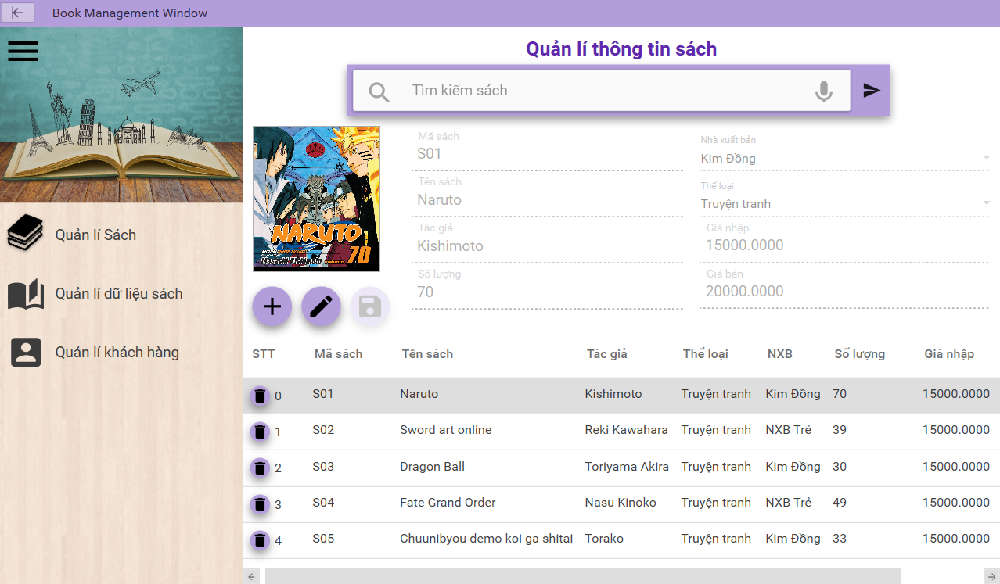 Book Management Window
Quản lí thông tin sách
Tìm kiếm sách
Quản lí Sách
Quản lí dữ liệu sách
Quản lí khách hàng
NARUTO
70
Mã sách
S01
Tên sách
Naruto
Tác giả
Kishimoto
Số lượng
70
Nhà xuất bản
Kim Đồng
Thể loại
Truyện tranh
Giá nhập
15000.0000
Giá bán
20000.0000
STT Mã sách Tên sách Tác giả Thể loại NXB Số lượng Giá nhập
0 S01 Naruto Kishimoto Truyện tranh Kim Đồng 70 15000.0000
1 S02 Sword art online Reki Kawahara Truyện tranh NXB Trẻ 39 15000.0000
2 S03 Dragon Ball Toriyama Akira Truyện tranh Kim Đồng 30 15000.0000
3 S04 Fate Grand Order Nasu Kinoko Truyện tranh NXB Trẻ 49 15000.0000
4 S05 Chuunibyou demo koi ga shitai Torako Truyện tranh Kim Đồng 33 15000.0000